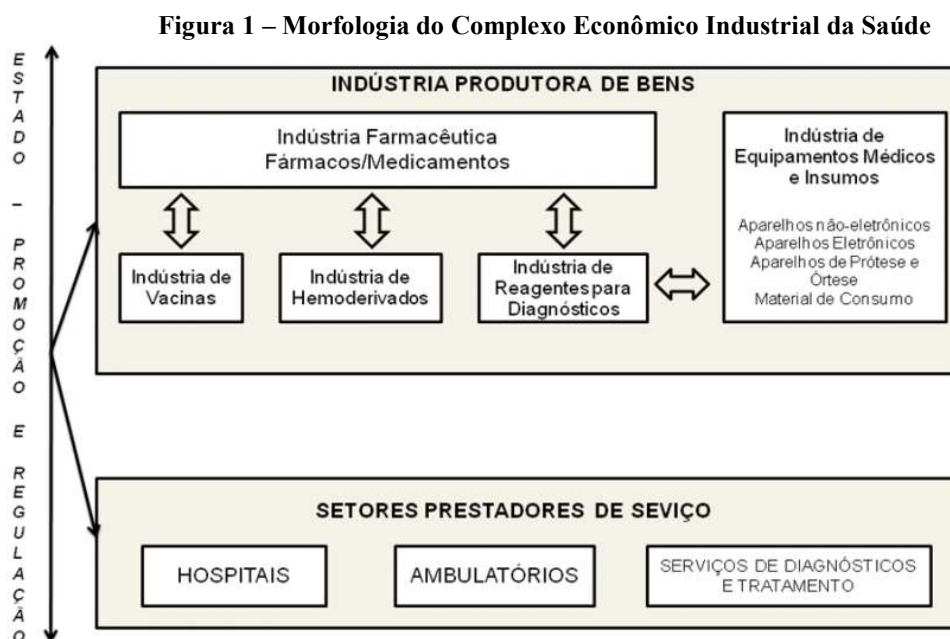 Figura 1 – Morfologia do Complexo Econômico Industrial da Saúde
ESTADO – PROMOÇÃO E REGULAÇÃO
INDÚSTRIA PRODUTORA DE BENS
Indústria Farmacêutica
Fármacos/Medicamentos
Indústria de
Equipamentos Médicos
e Insumos
Aparelhos não-eletrônicos
Aparelhos Eletrônicos
Aparelhos de Prótese e
Órtese
Material de Consumo
Indústria de
Vacinas
Indústria de
Hemoderivados
Indústria de
Reagentes para
Diagnósticos
SETORES PRESTADORES DE SEVIÇO
HOSPITAIS
AMBULATÓRIOS
SERVIÇOS DE DIAGNÓSTICOS
E TRATAMENTO